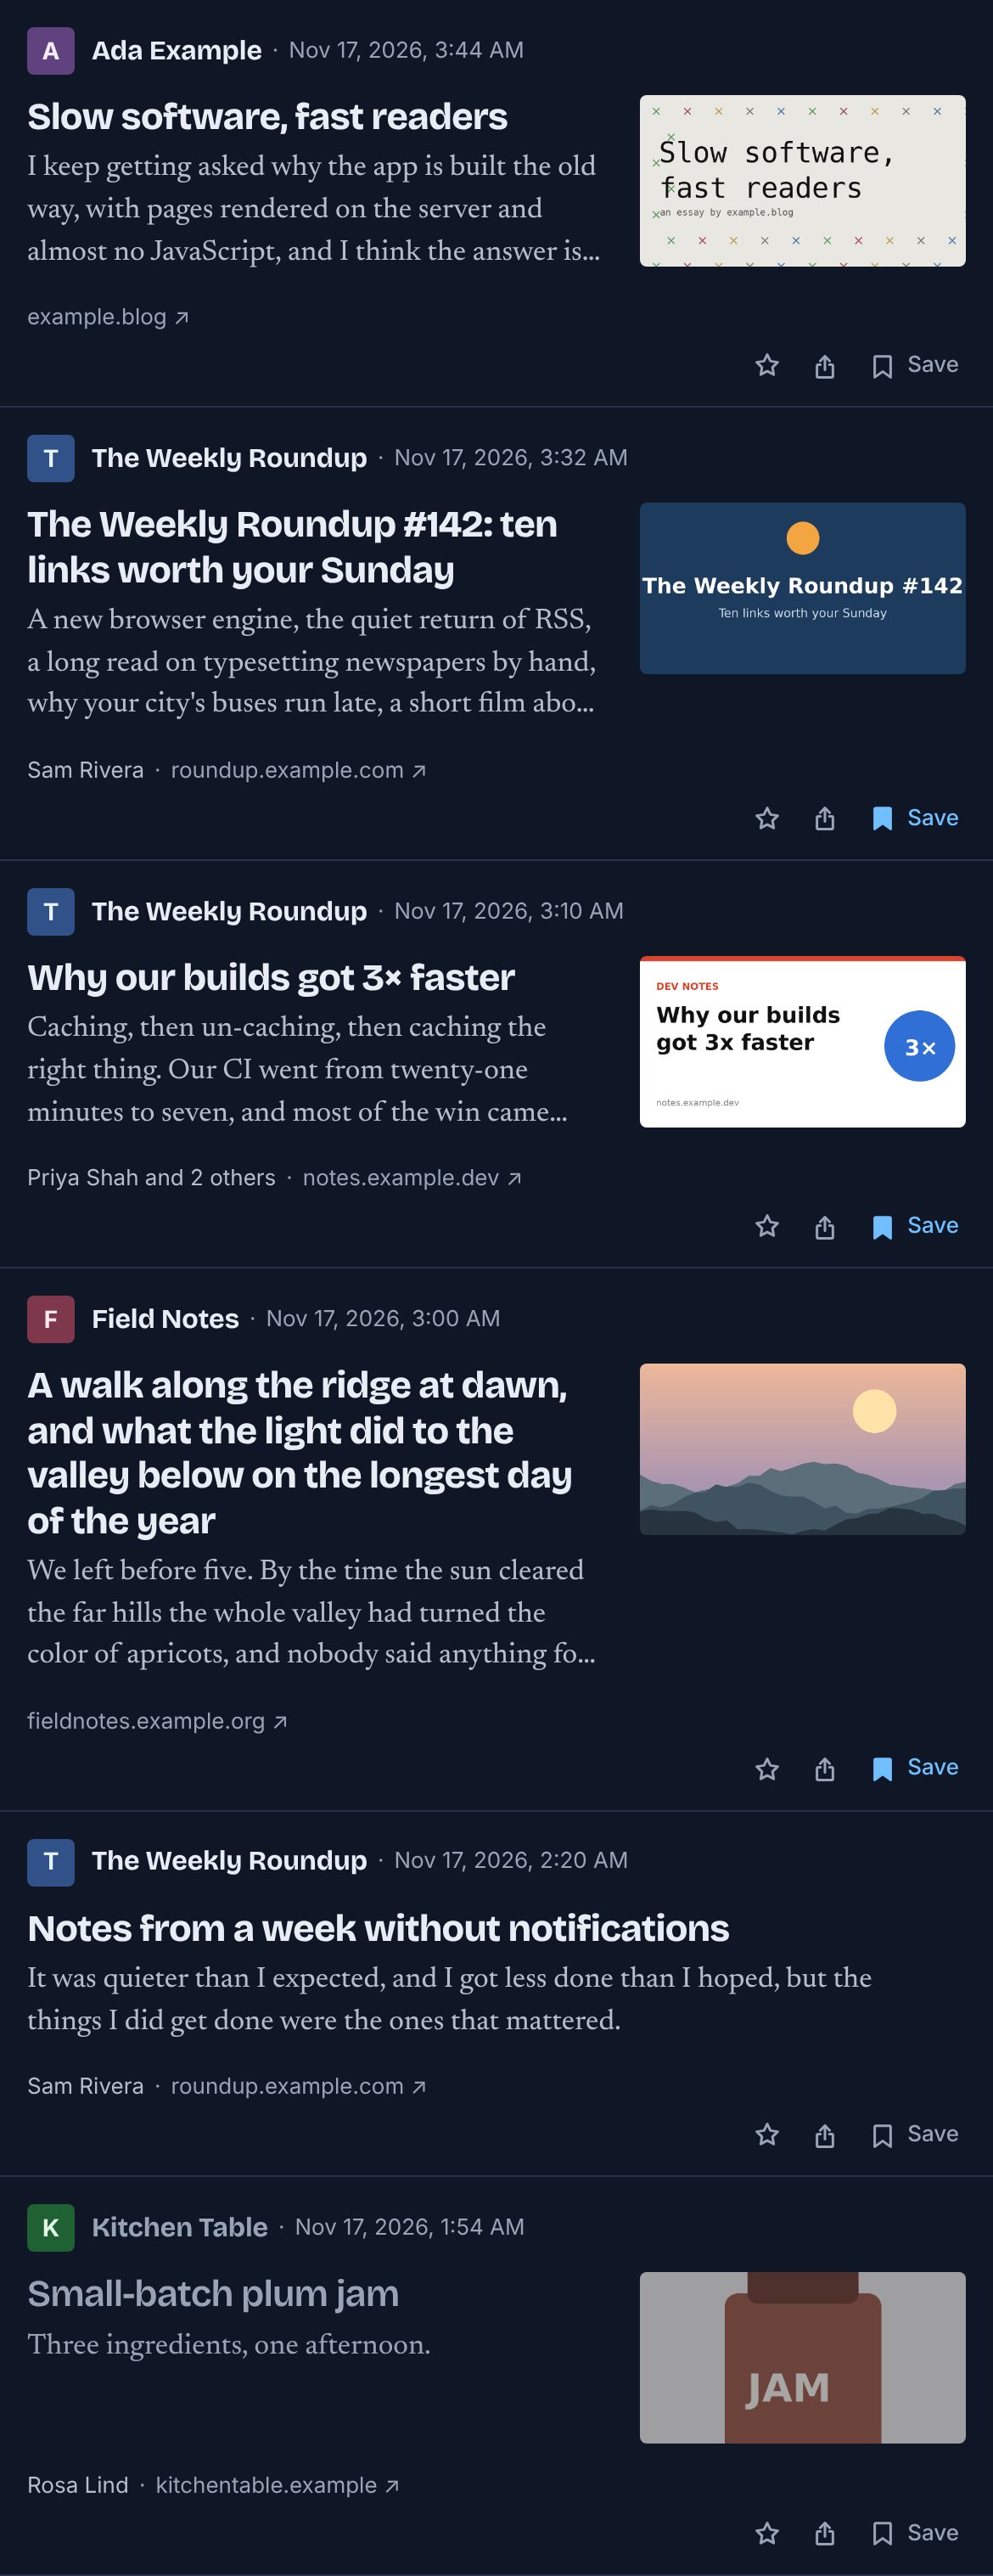 A Ada Example · Nov 17, 2026, 3:44 AM
Slow software, fast readers
I keep getting asked why the app is built the old
way, with pages rendered on the server and
almost no JavaScript, and I think the answer is...
Slow software,
fast readers
an essay by example.blog
example.blog ↗
Save
T The Weekly Roundup · Nov 17, 2026, 3:32 AM
The Weekly Roundup #142: ten
links worth your Sunday
A new browser engine, the quiet return of RSS,
a long read on typesetting newspapers by hand,
why your city's buses run late, a short film abo...
The Weekly Roundup #142
Ten links worth your Sunday
Sam Rivera · roundup.example.com ↗
Save
T The Weekly Roundup · Nov 17, 2026, 3:10 AM
Why our builds got 3× faster
Caching, then un-caching, then caching the
right thing. Our CI went from twenty-one
minutes to seven, and most of the win came...
DEV NOTES
Why our builds
got 3x faster
3×
notes.example.dev
Priya Shah and 2 others · notes.example.dev ↗
Save
F Field Notes · Nov 17, 2026, 3:00 AM
A walk along the ridge at dawn,
and what the light did to the
valley below on the longest day
of the year
We left before five. By the time the sun cleared
the far hills the whole valley had turned the
color of apricots, and nobody said anything fo...
fieldnotes.example.org ↗
Save
T The Weekly Roundup · Nov 17, 2026, 2:20 AM
Notes from a week without notifications
It was quieter than I expected, and I got less done than I hoped, but the
things I did get done were the ones that mattered.
Sam Rivera · roundup.example.com ↗
Save
K Kitchen Table · Nov 17, 2026, 1:54 AM
Small-batch plum jam
Three ingredients, one afternoon.
JAM
Rosa Lind · kitchentable.example ↗
Save